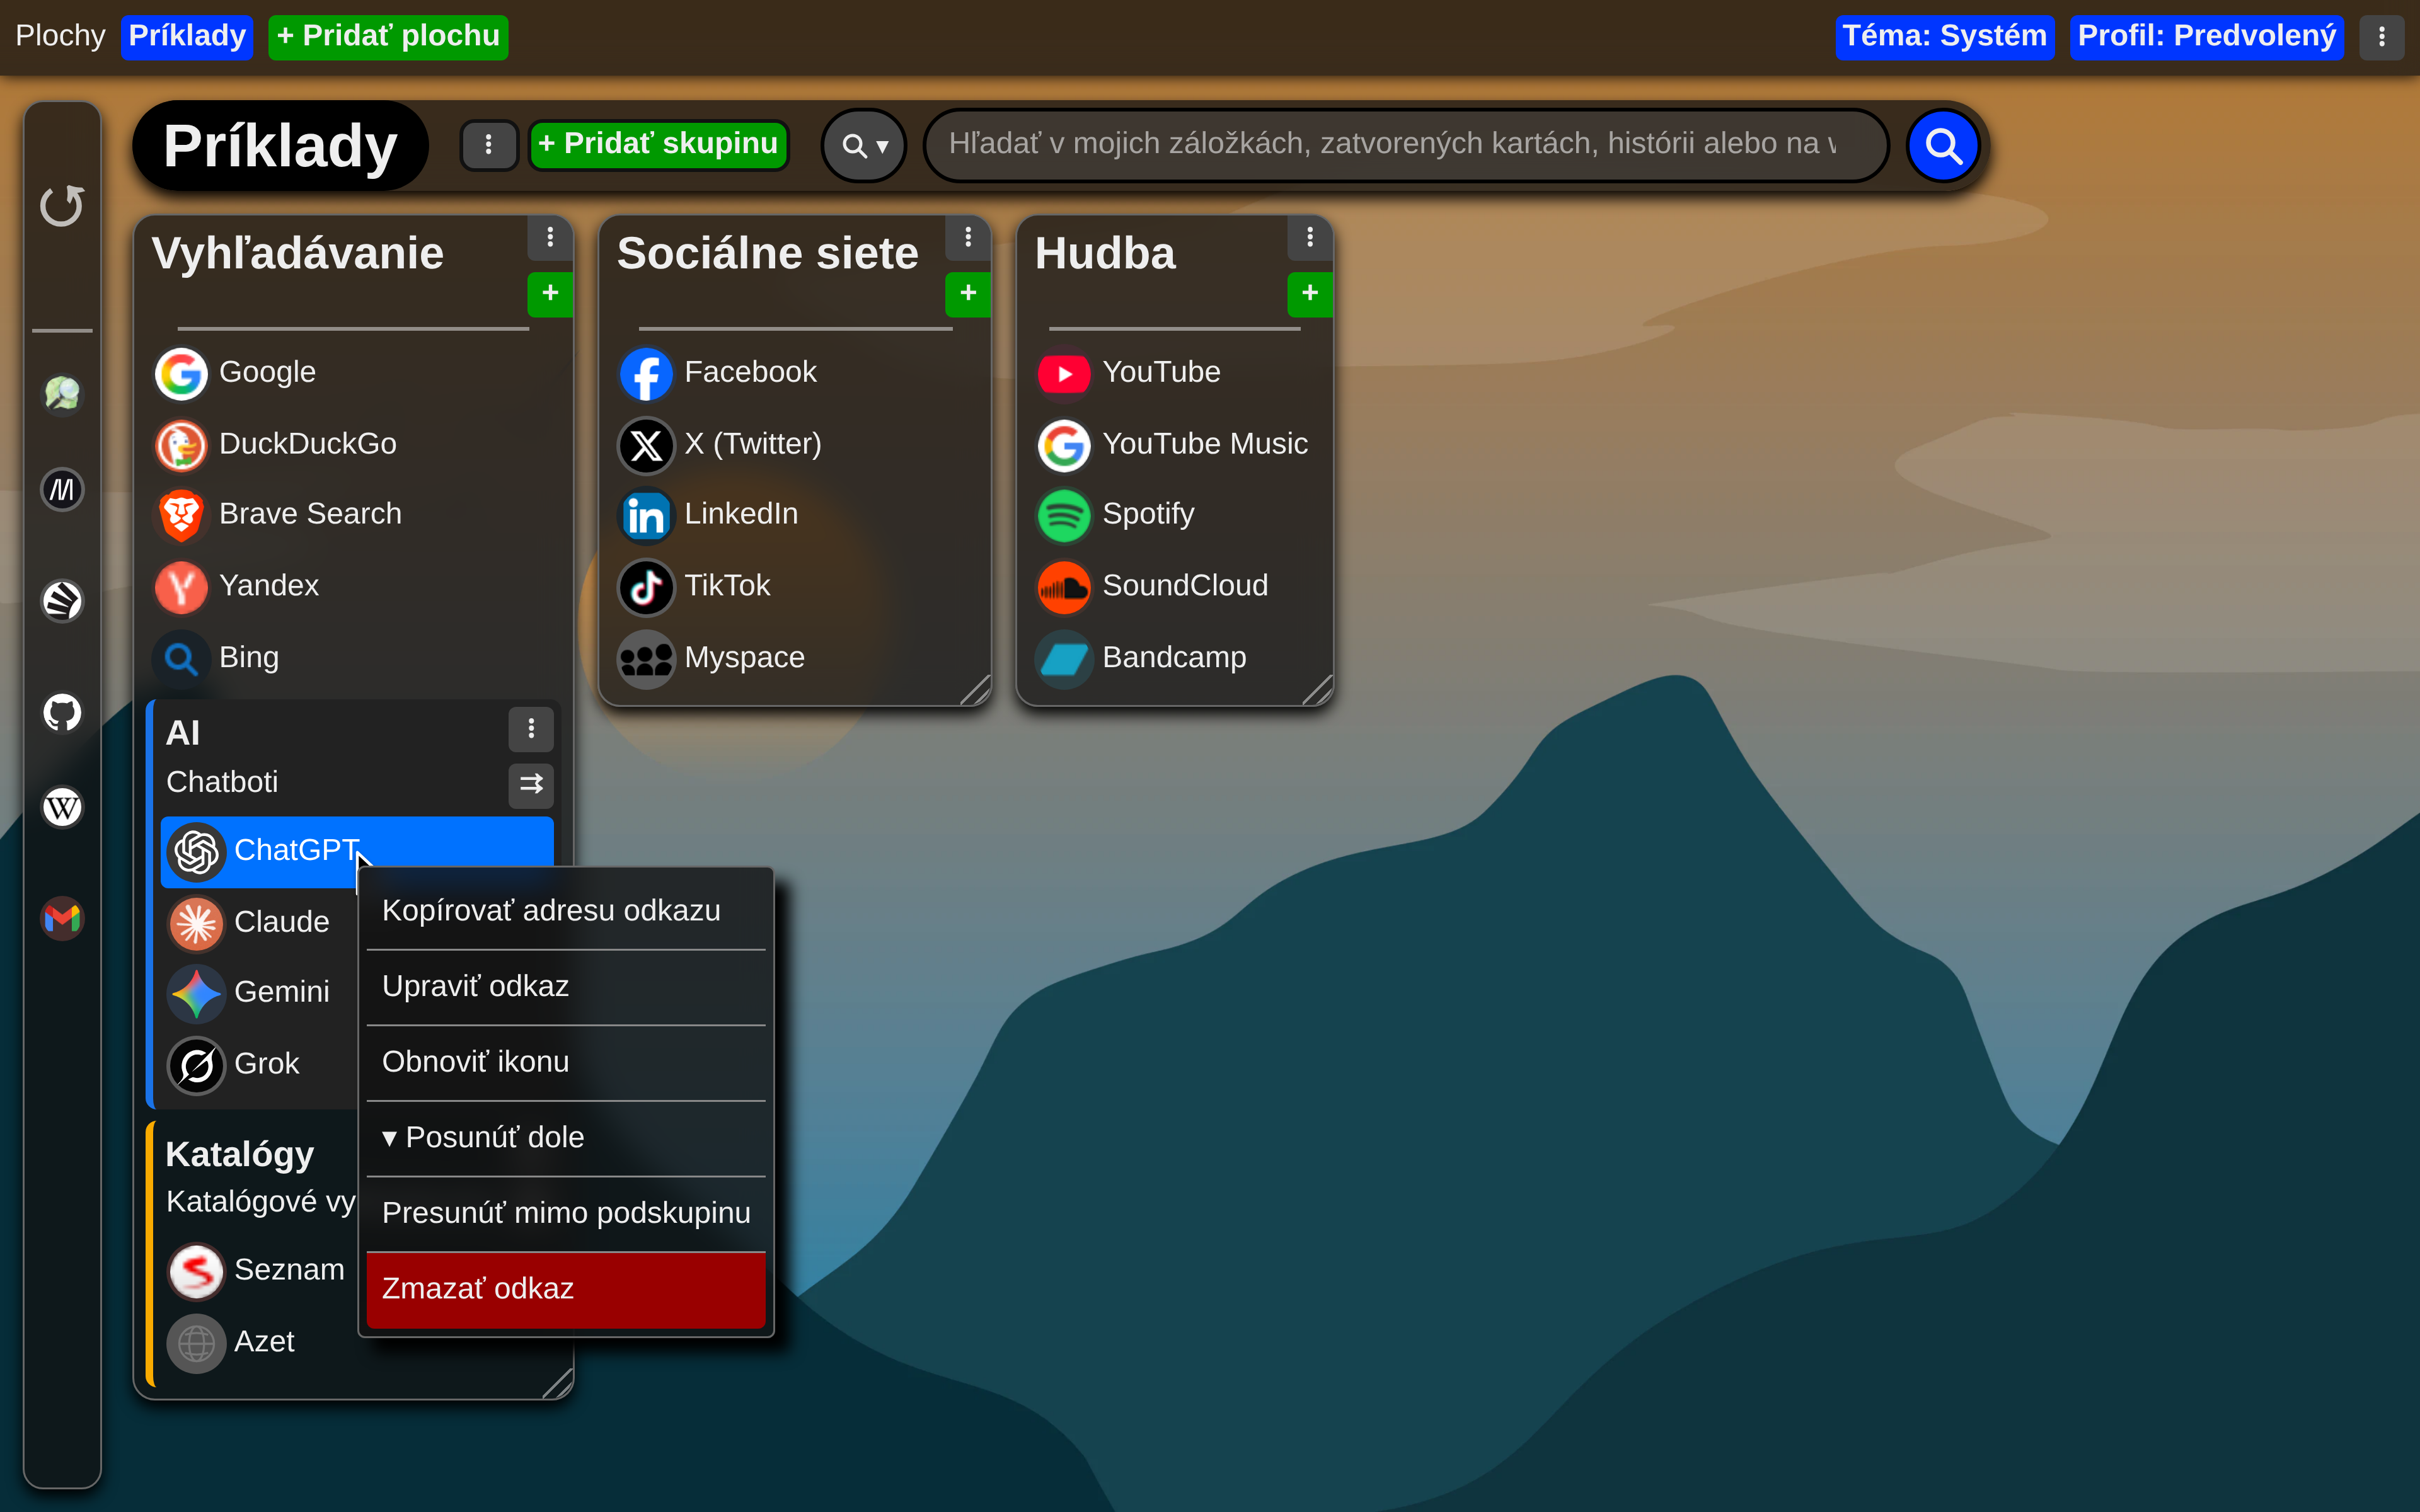 Plochy Príklady + Pridať plochu Téma: Systém Profil: Predvolený
Príklady + Pridať skupinu Hľadať v mojich záložkách, zatvorených kartách, histórii alebo na
Vyhľadávanie
Google
DuckDuckGo
Brave Search
Yandex
Bing
AI
Chatboti
ChatGPT
Claude
Gemini
Grok
Katalógy
Katalógové vy
Seznam
Azet
Sociálne siete
Facebook
X (Twitter)
LinkedIn
TikTok
Myspace
Hudba
YouTube
YouTube Music
Spotify
SoundCloud
Bandcamp
Kopírovať adresu odkazu
Upraviť odkaz
Obnoviť ikonu
▾ Posunúť dole
Presunúť mimo podskupinu
Zmazať odkaz